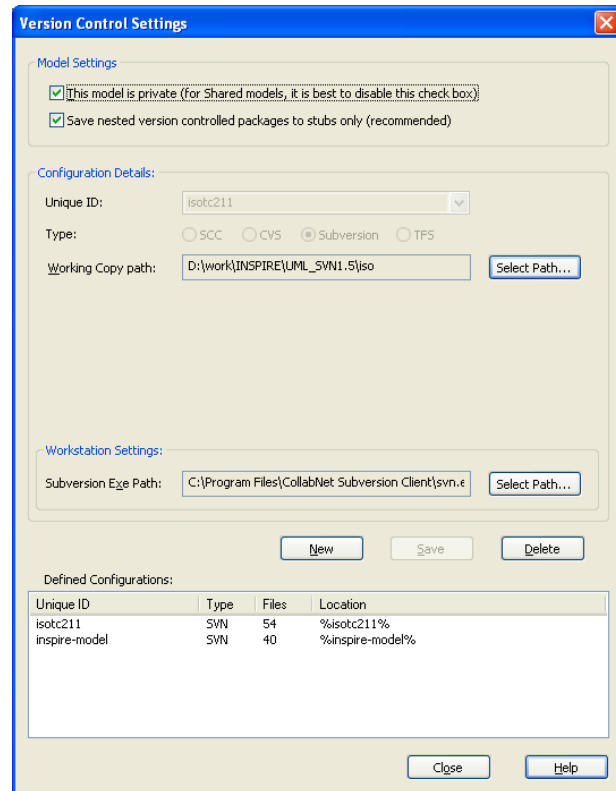 Version Control Settings
Model Settings
This model is private (for Shared models, it is best to disable this check box)
Save nested version controlled packages to stubs only (recommended)
Configuration Details:
Unique ID: isotc211
Type: SCC CVS Subversion TFS
Working Copy path: D:\work\INSPIRE\UML_SVN1.5\iso Select Path...
Workstation Settings:
Subversion Exe Path: C:\Program Files\CollabNet Subversion Client\svn.e Select Path...
New Save Delete
Defined Configurations:
Unique ID Type Files Location
isotc211 SVN 54 %isotc211%
inspire-model SVN 40 %inspire-model%
Close Help